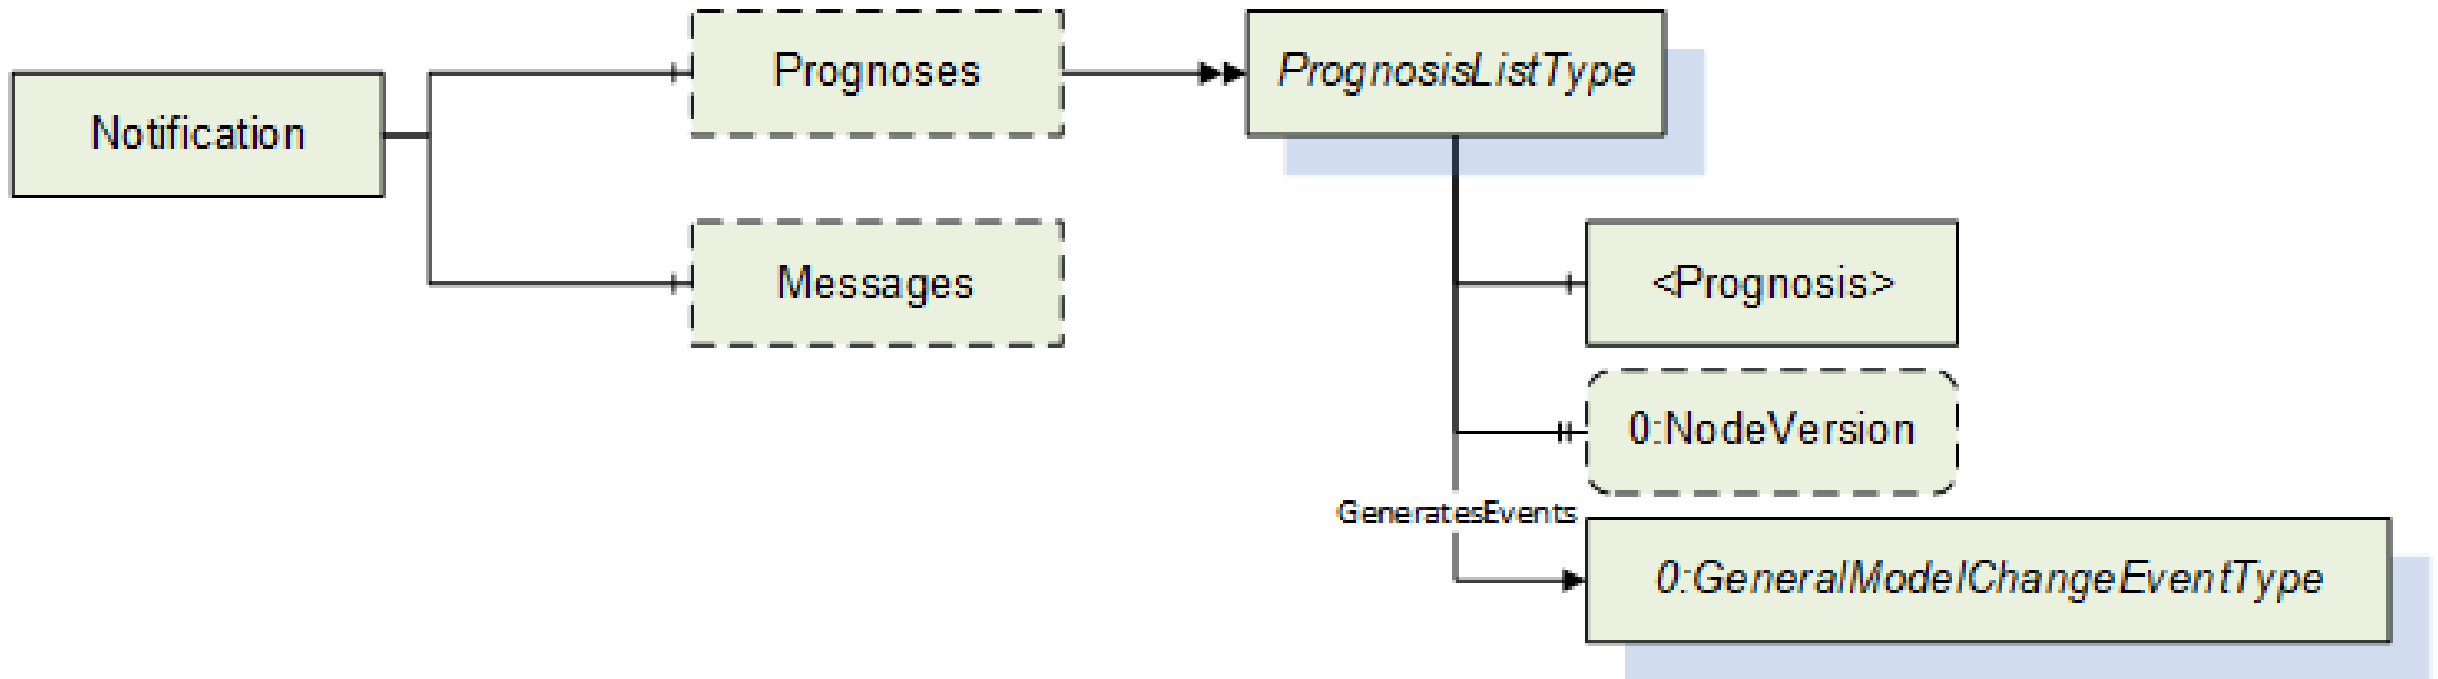 Prognoses
PrognosisListType
Notification
Messages
<Prognosis>
0:NodeVersion
GeneratesEvents
0:GeneralModelChangeEventType